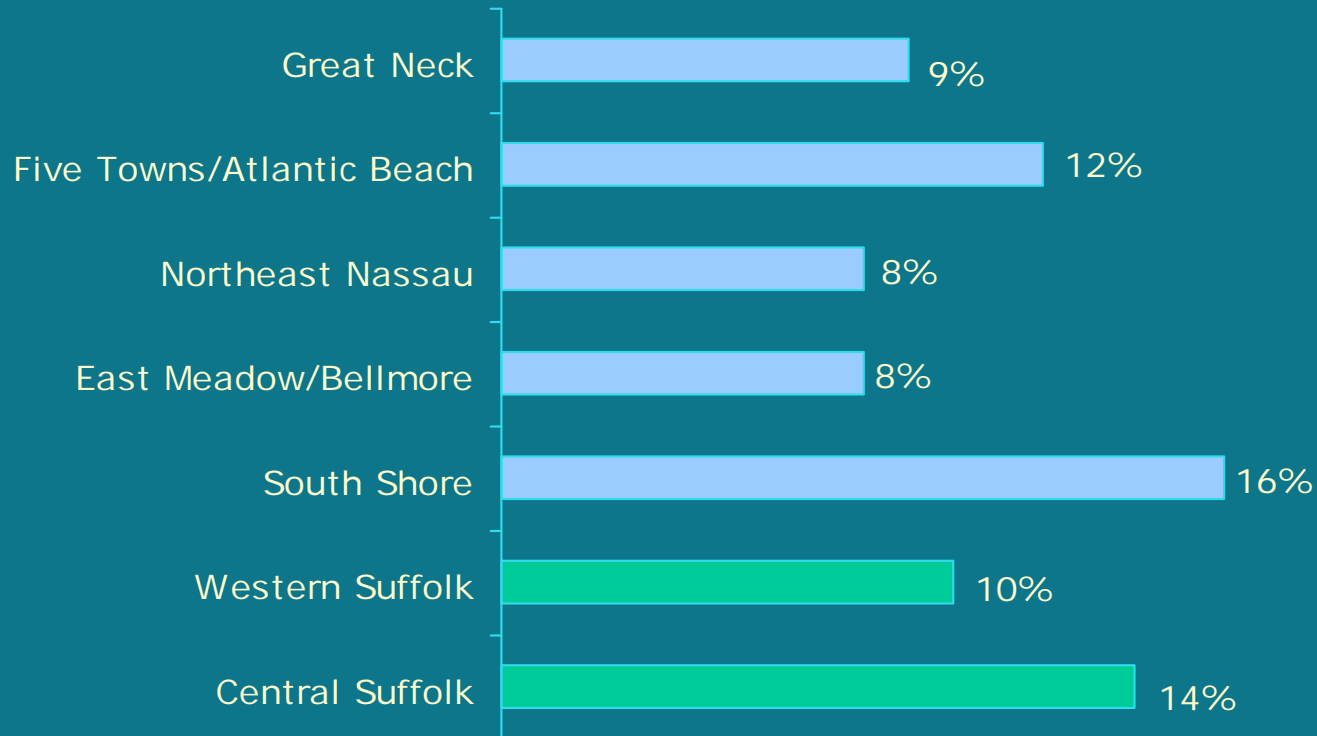 Great Neck 9%
Five Towns/Atlantic Beach 12%
Northeast Nassau 8%
East Meadow/Bellmore 8%
South Shore 16%
Western Suffolk 10%
Central Suffolk 14%